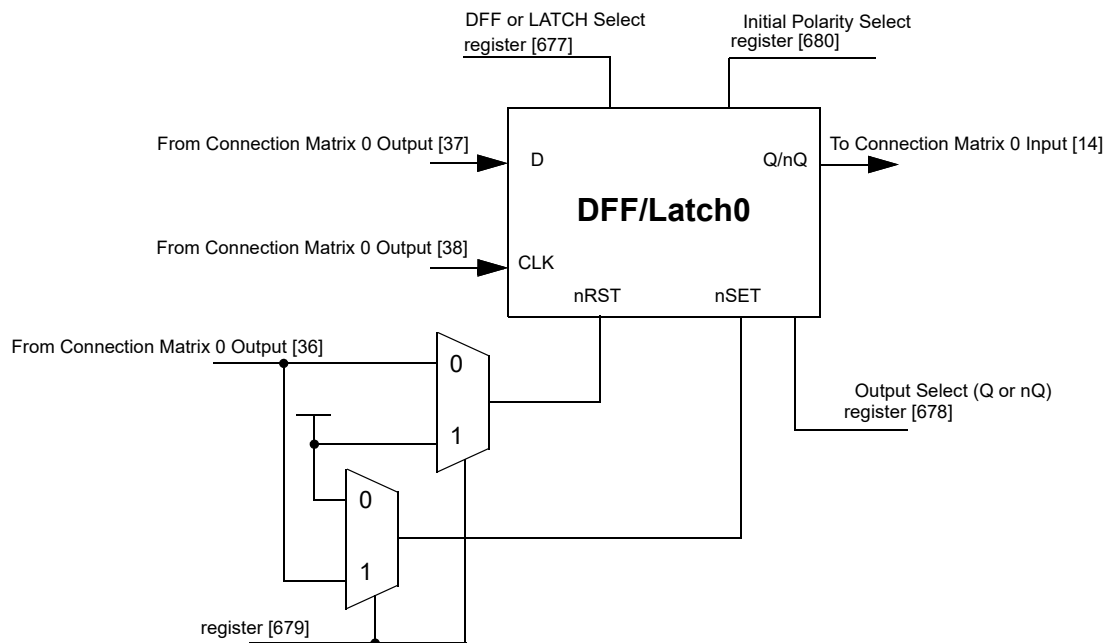 DFF or LATCH Select
register [677]
Initial Polarity Select
register [680]
From Connection Matrix 0 Output [37]
D
Q/nQ
To Connection Matrix 0 Input [14]
DFF/Latch0
From Connection Matrix 0 Output [38]
CLK
nRST
nSET
From Connection Matrix 0 Output [36]
0
1
Output Select (Q or nQ)
register [678]
0
1
register [679]